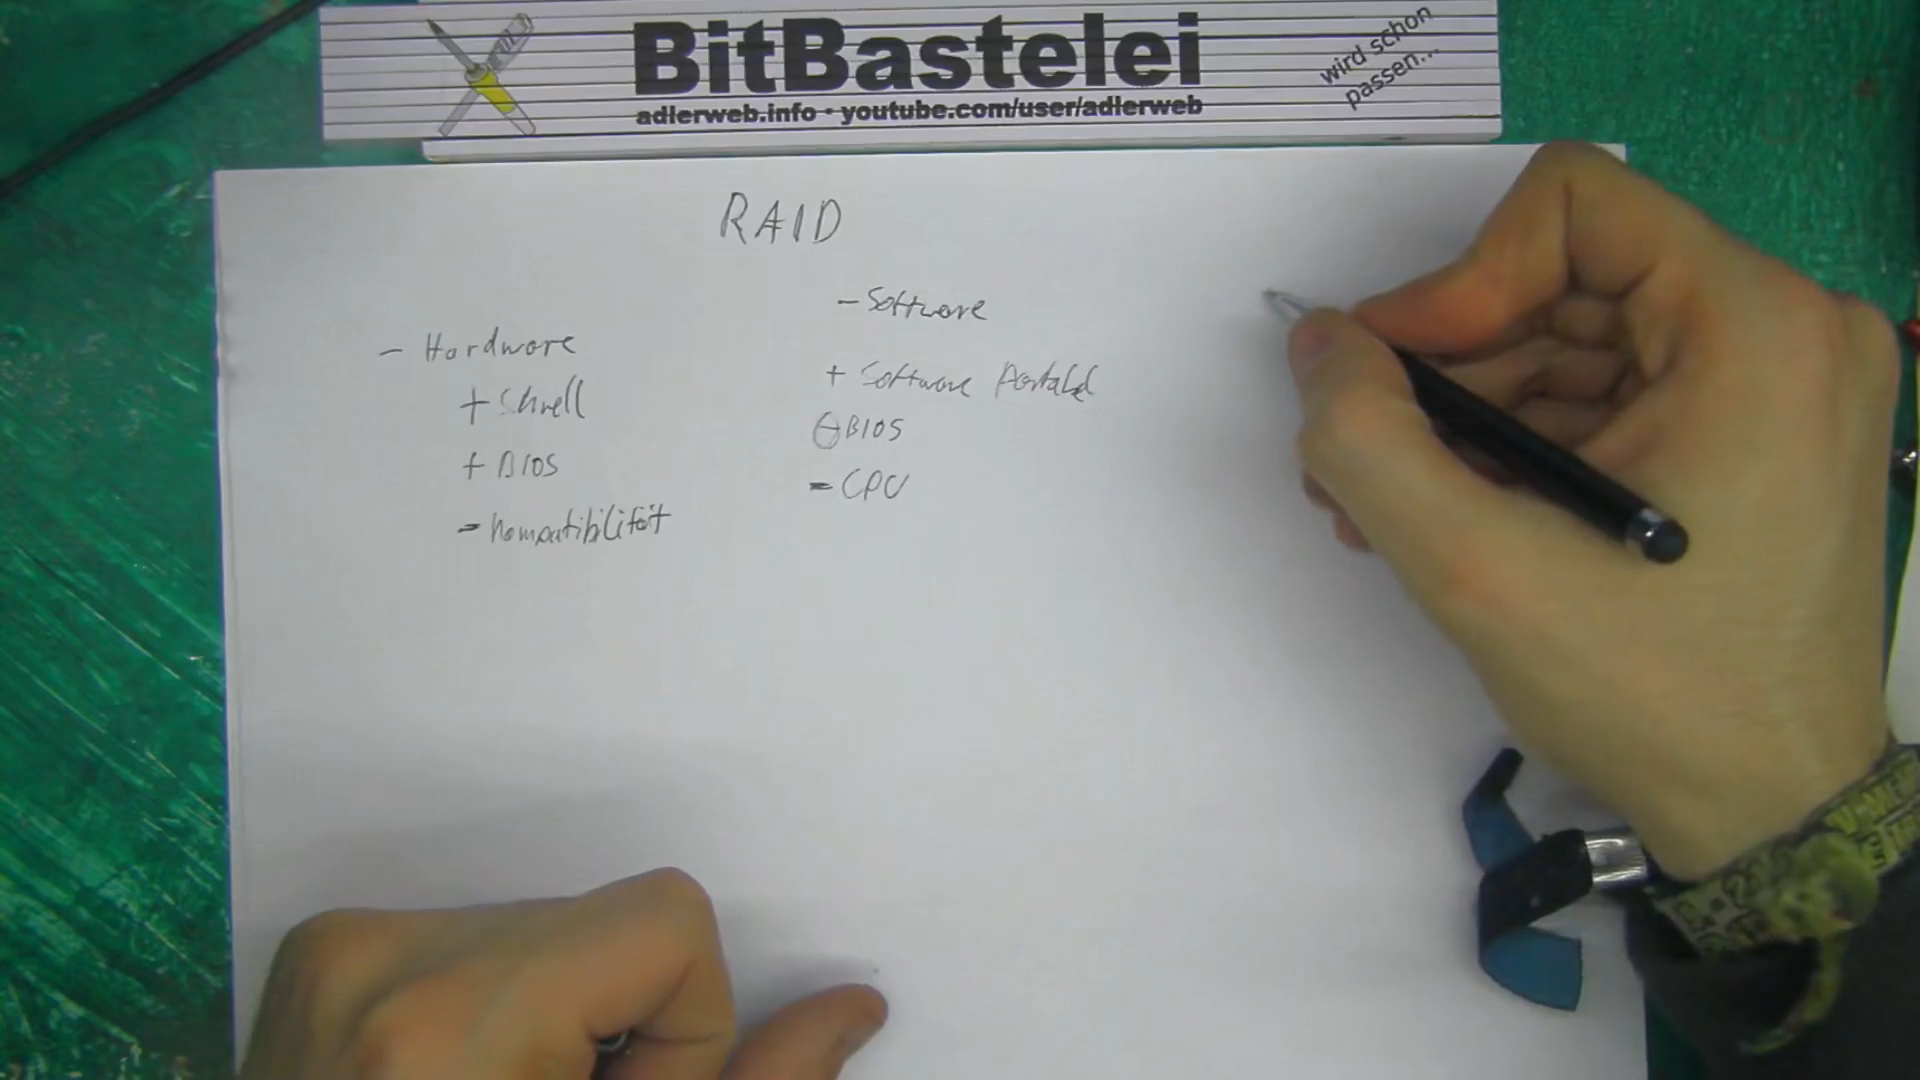 BitBastelei
adlerweb.info - youtube.com/user/adlerweb
wird schon
passen...
RAID
- Hardware
+ Schnell
+ BIOS
- Kompatibilität
- Software
+ Software Portabel
BIOS
- CPU